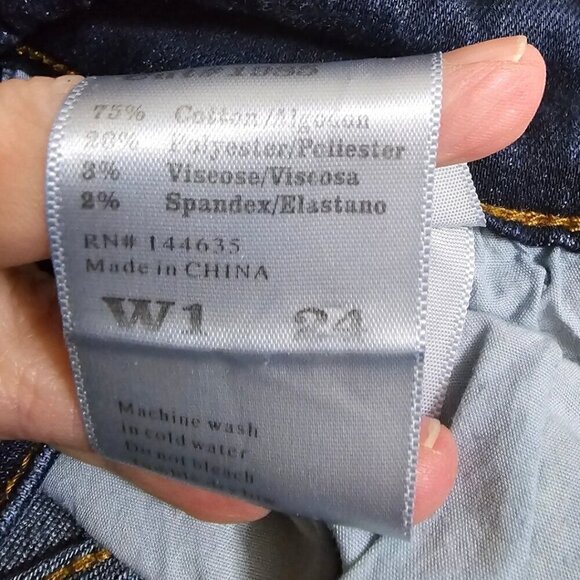 75% Cotton/Algodon
20% Polyester/Poliester
3% Viscose/Viscosa
2% Spandex/Elastano
RN# 144635
Made in CHINA
W1 24
Machine wash
in cold water
Do not bleach